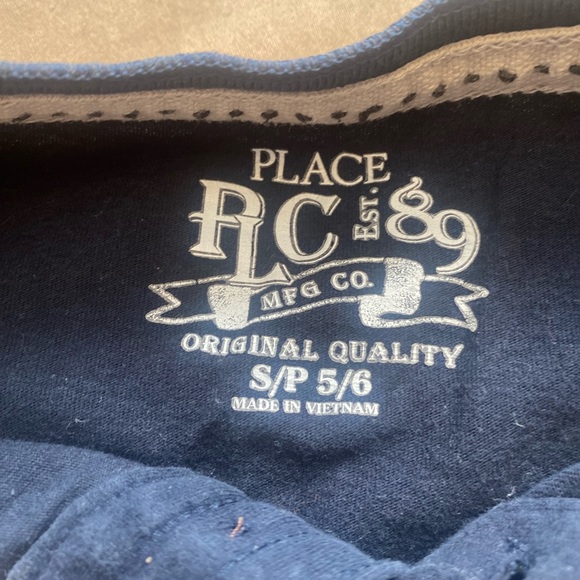 PLACE
PLC EST. '89
MFG CO.
ORIGINAL QUALITY
S/P 5/6
MADE IN VIETNAM